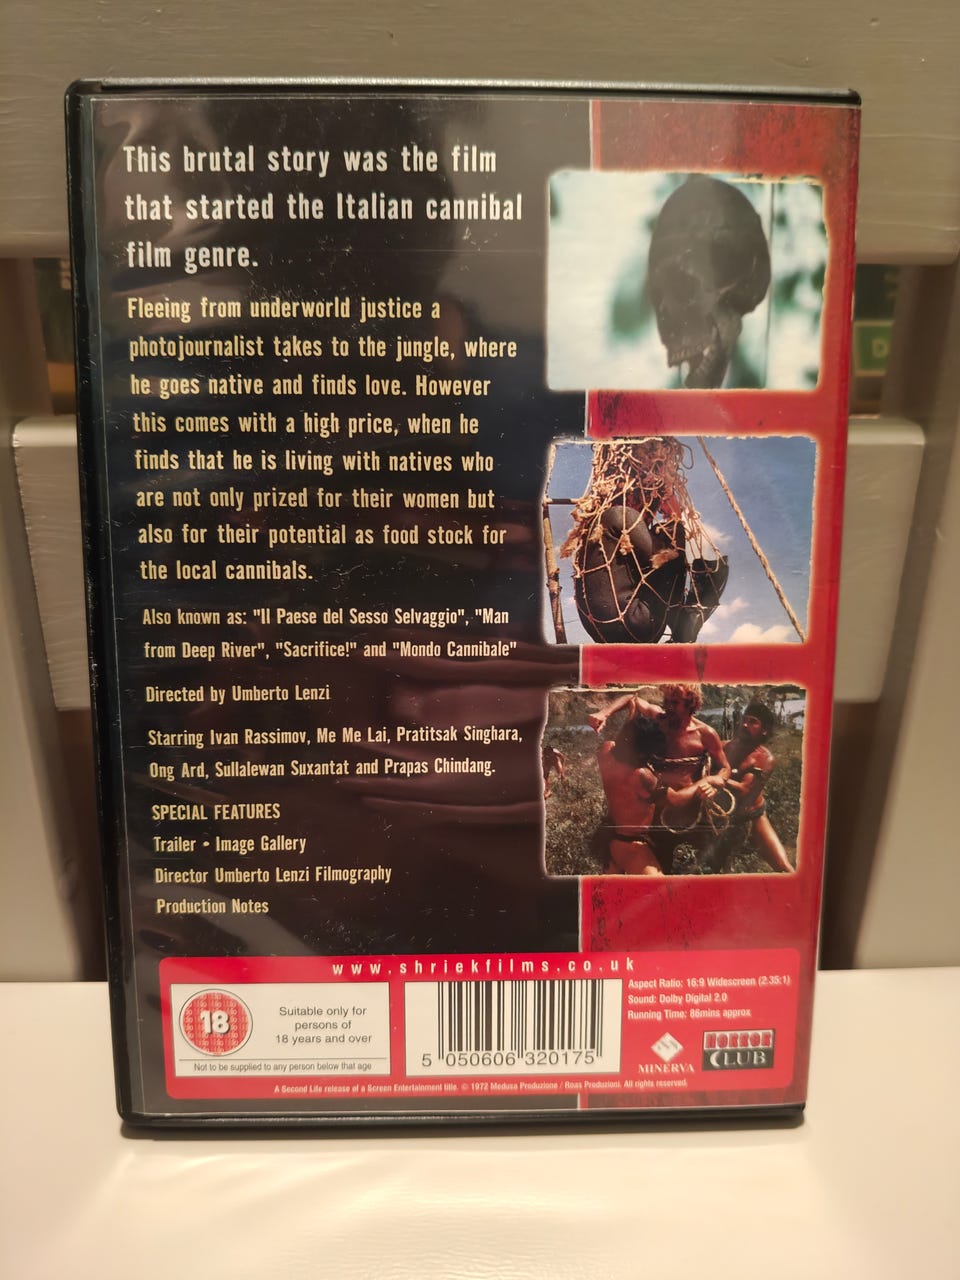 This brutal story was the film
that started the Italian cannibal
film genre.
Fleeing from underworld justice a
photojournalist takes to the jungle, where
he goes native and finds love. However
this comes with a high price, when he
finds that he is living with natives who
are not only prized for their women but
also for their potential as food stock for
the local cannibals.
Also known as: "Il Paese del Sesso Selvaggio", "Man
from Deep River", "Sacrifice!" and "Mondo Cannibale"
Directed by Umberto Lenzi
Starring Ivan Rassimov, Me Me Lai, Pratitsak Singhara,
Ong Ard, Sullalewan Suxantat and Prapas Chindang.
SPECIAL FEATURES
Trailer • Image Gallery
Director Umberto Lenzi Filmography
Production Notes
www.shriekfilms.co.uk
18
Suitable only for
persons of
18 years and over
Not to be supplied to any person below that age
5 050606 320175
Aspect Ratio: 16:9 Widescreen (2:35:1)
Sound: Dolby Digital 2.0
Running Time: 86mins approx
MINERVA
HORROR
CLUB
A Second Life release of a Screen Entertainment title. © 1972 Medusa Produzione / Roas Produzioni. All rights reserved.